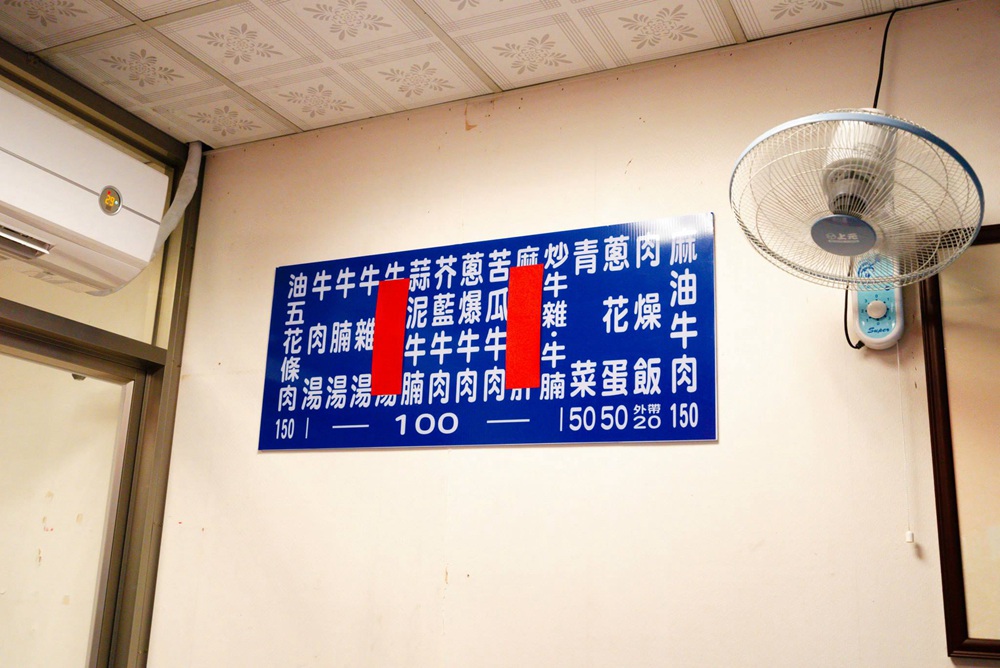 麻油牛肉
肉燥飯
蔥花蛋
青菜
炒牛雜·牛腩
麻肝
苦瓜牛肉
蔥爆牛肉
芥藍牛肉
蒜泥牛腩
牛湯
牛雜湯
牛腩湯
牛肉湯
油五花條肉
150 100 50 50 外帶20 150
Super